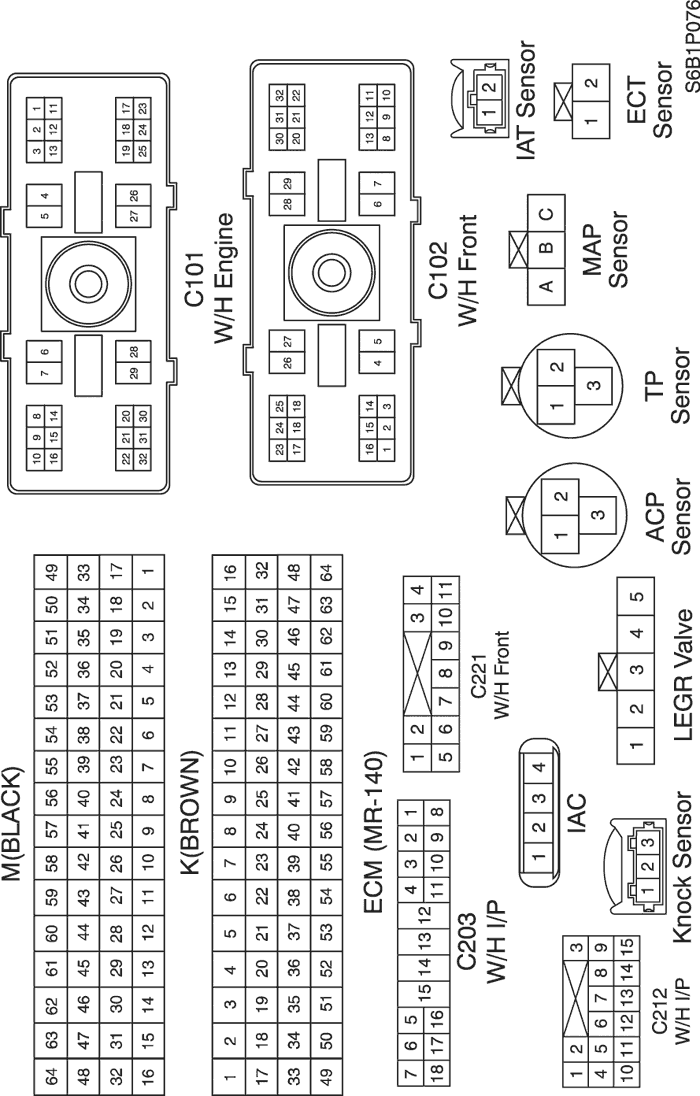 M(BLACK)
64 63 62 61 60 59 58 57 56 55 54 53 52 51 50 49
48 47 46 45 44 43 42 41 40 39 38 37 36 35 34 33
32 31 30 29 28 27 26 25 24 23 22 21 20 19 18 17
16 15 14 13 12 11 10 9 8 7 6 5 4 3 2 1
K(BROWN)
1 2 3 4 5 6 7 8 9 10 11 12 13 14 15 16
17 18 19 20 21 22 23 24 25 26 27 28 29 30 31 32
33 34 35 36 37 38 39 40 41 42 43 44 45 46 47 48
49 50 51 52 53 54 55 56 57 58 59 60 61 62 63 64
ECM (MR-140)
10 9 8 7 6 5 4 3 2 1
16 15 14 13 12 11
22 21 20 29 28 27 26 19 18 17
32 31 30 25 24 23
C101
W/H Engine
23 24 25 26 27 28 29 30 31 32
17 18 18 20 21 22
16 15 14 4 5 6 7 13 12 11
1 2 3 8 9 10
C102
W/H Front
7 6 5 15 14 13 12 4 3 2 1
18 17 16 11 10 9 8
C203
W/H I/P
1 2 3 4
5 6 7 8 9 10 11
C221
W/H Front
1 2 3 4
IAC
1 2 3
4 5 6 7 8 9
10 11 12 13 14 15
C212
W/H I/P
1 2 3
Knock Sensor
1 2 3 4 5
LEGR Valve
1 2
3
ACP
Sensor
1 2
3
TP
Sensor
A B C
MAP
Sensor
1 2
IAT Sensor
1 2
ECT
Sensor
S6B1P076